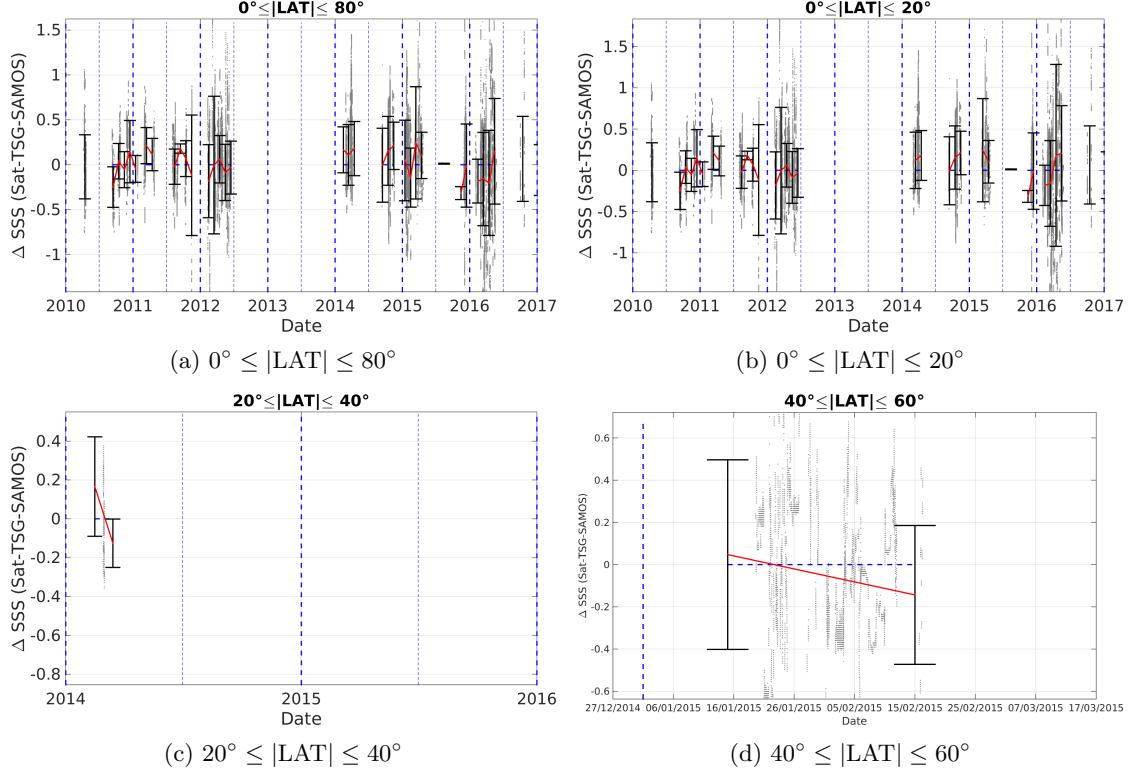 0°≤|LAT|≤ 80°
1.5
1
0.5
0
-0.5
-1
Δ SSS (Sat-TSG-SAMOS)
2010 2011 2012 2013 2014 2015 2016 2017
Date
(a) 0° ≤ |LAT| ≤ 80°
0°≤|LAT|≤ 20°
1.5
1
0.5
0
-0.5
-1
Δ SSS (Sat-TSG-SAMOS)
2010 2011 2012 2013 2014 2015 2016 2017
Date
(b) 0° ≤ |LAT| ≤ 20°
20°≤|LAT|≤ 40°
0.4
0.2
0
-0.2
-0.4
-0.6
-0.8
Δ SSS (Sat-TSG-SAMOS)
2014 2015 2016
Date
(c) 20° ≤ |LAT| ≤ 40°
40°≤|LAT|≤ 60°
0.6
0.4
0.2
0
-0.2
-0.4
-0.6
Δ SSS (Sat-TSG-SAMOS)
27/12/2014 06/01/2015 16/01/2015 26/01/2015 05/02/2015 15/02/2015 25/02/2015 07/03/2015 17/03/2015
Date
(d) 40° ≤ |LAT| ≤ 60°